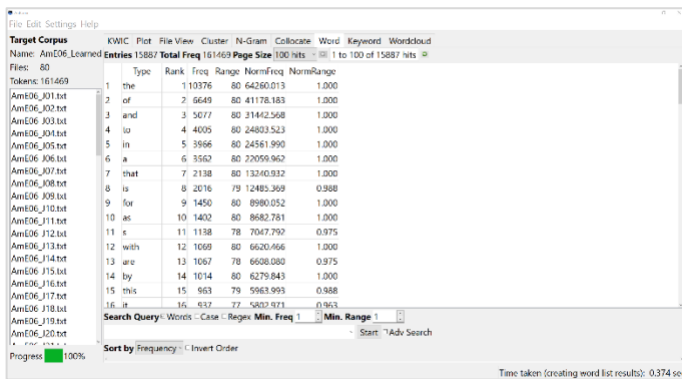 File Edit Settings Help
Target Corpus
Name: AmE06_Learned
Files: 80
Tokens: 161469
AmE06_J01.txt
AmE06_J02.txt
AmE06_J03.txt
AmE06_J04.txt
AmE06_J05.txt
AmE06_J06.txt
AmE06_J07.txt
AmE06_J08.txt
AmE06_J09.txt
AmE06_J10.txt
AmE06_J11.txt
AmE06_J12.txt
AmE06_J13.txt
AmE06_J14.txt
AmE06_J15.txt
AmE06_J16.txt
AmE06_J17.txt
AmE06_J18.txt
AmE06_J19.txt
AmE06_J20.txt
Progress 100%
KWIC Plot File View Cluster N-Gram Collocate Word Keyword Wordcloud
Entries 15887 Total Freq 161469 Page Size 100 hits 1 to 100 of 15887 hits
Type Rank Freq Range NormFreq NormRange
1 the 1 10376 80 64260.013 1.000
2 of 2 6649 80 41178.183 1.000
3 and 3 5077 80 31442.568 1.000
4 to 4 4005 80 24803.523 1.000
5 in 5 3966 80 24561.990 1.000
6 a 6 3562 80 22059.962 1.000
7 that 7 2138 80 13240.932 1.000
8 is 8 2016 79 12485.369 0.988
9 for 9 1450 80 8980.052 1.000
10 as 10 1402 80 8682.781 1.000
11 s 11 1138 78 7047.792 0.975
12 with 12 1069 80 6620.466 1.000
13 are 13 1067 78 6608.080 0.975
14 by 14 1014 80 6279.843 1.000
15 this 15 963 79 5963.993 0.988
16 it 16 937 77 5802.971 0.963
Search Query Words Case Regex Min. Freq 1 Min. Range 1
Start Adv Search
Sort by Frequency Invert Order
Time taken (creating word list results): 0.374 se